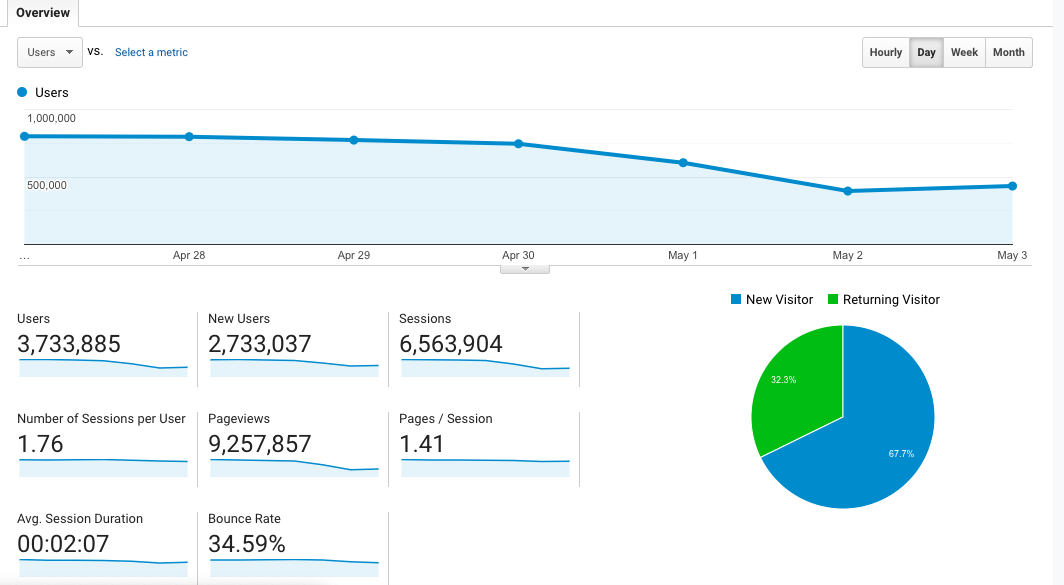 Overview
Users vs. Select a metric Hourly Day Week Month
Users
1,000,000
500,000
... Apr 28 Apr 29 Apr 30 May 1 May 2 May 3
New Visitor Returning Visitor
Users New Users Sessions
3,733,885 2,733,037 6,563,904
32.3%
Number of Sessions per User Pageviews Pages / Session
1.76 9,257,857 1.41
67.7%
Avg. Session Duration Bounce Rate
00:02:07 34.59%